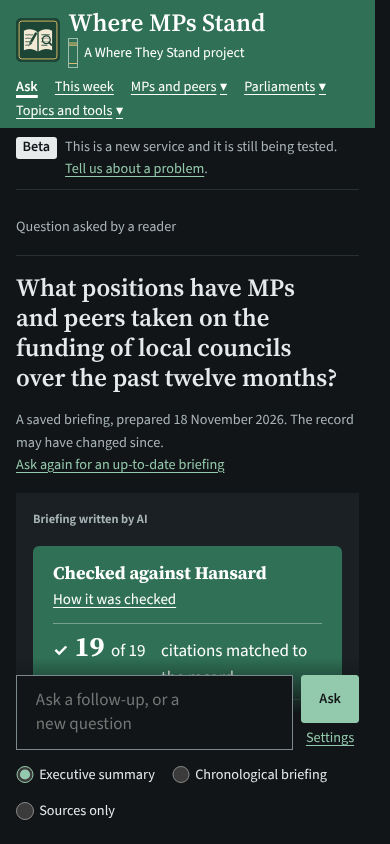 Where MPs Stand
A Where They Stand project
Ask This week MPs and peers ▾ Parliaments ▾
Topics and tools ▾
Beta This is a new service and it is still being tested.
Tell us about a problem.
Question asked by a reader
What positions have MPs
and peers taken on the
funding of local councils
over the past twelve months?
A saved briefing, prepared 18 November 2026. The record
may have changed since.
Ask again for an up-to-date briefing
Briefing written by AI
Checked against Hansard
How it was checked
✓ 19 of 19 citations matched to
the record
Ask a follow-up, or a
new question
Ask
Settings
Executive summary Chronological briefing
Sources only